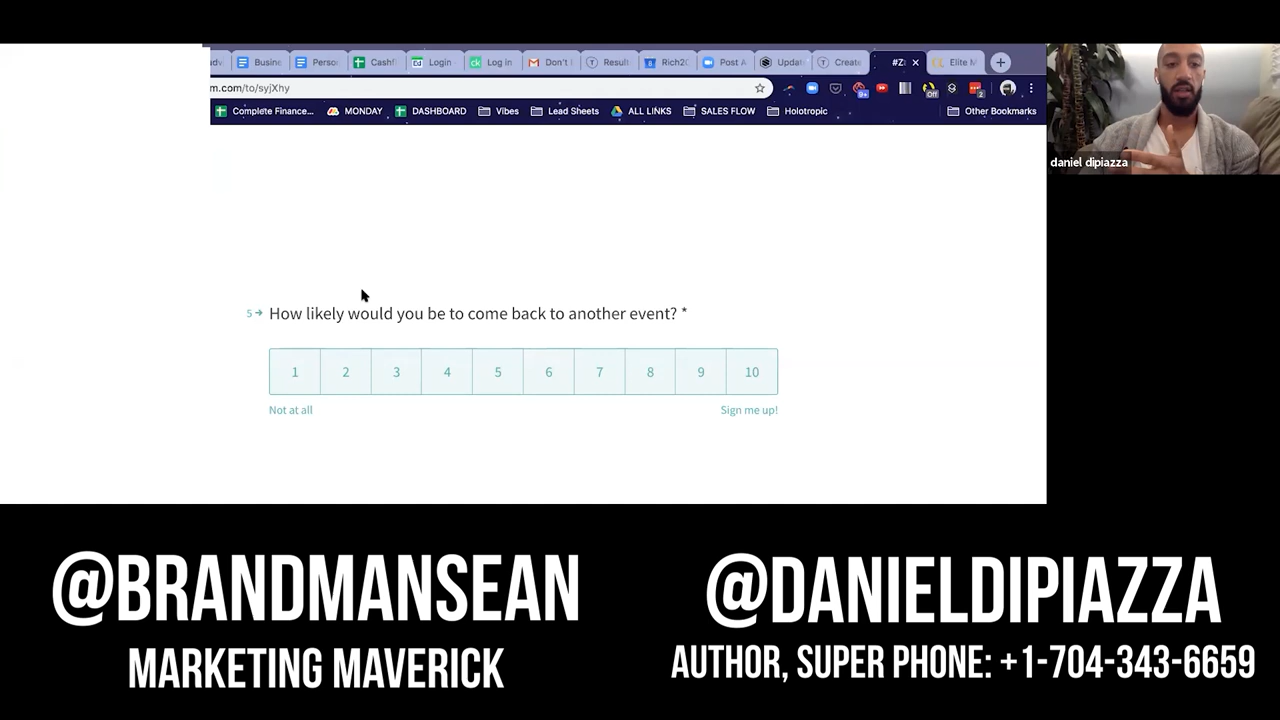 adv Busine Perso Cashf Login Log in Don't Result Rich20 Post A Update Create #Z Elite M
m.com/to/syjXhy
Complete Finance... MONDAY DASHBOARD Vibes Lead Sheets ALL LINKS SALES FLOW Holotropic Other Bookmarks
daniel dipiazza
5 → How likely would you be to come back to another event? *
1 2 3 4 5 6 7 8 9 10
Not at all Sign me up!
@BRANDMANSEAN
MARKETING MAVERICK
@DANIELDIPIAZZA
AUTHOR, SUPER PHONE: +1-704-343-6659